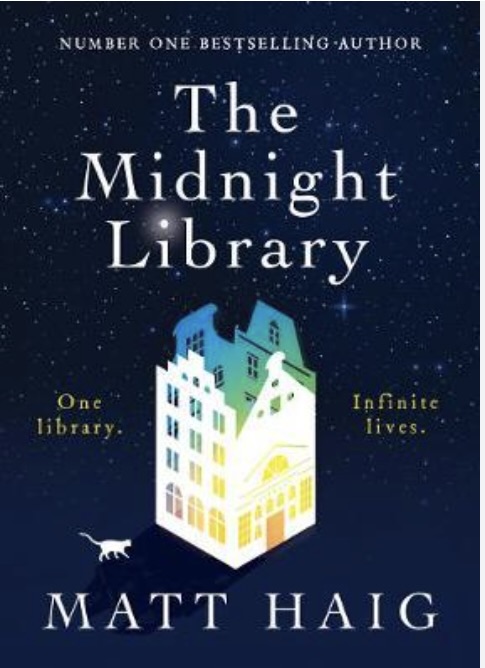 NUMBER ONE BESTSELLING AUTHOR
The
Midnight
Library
One
library.
Infinite
lives.
MATT HAIG